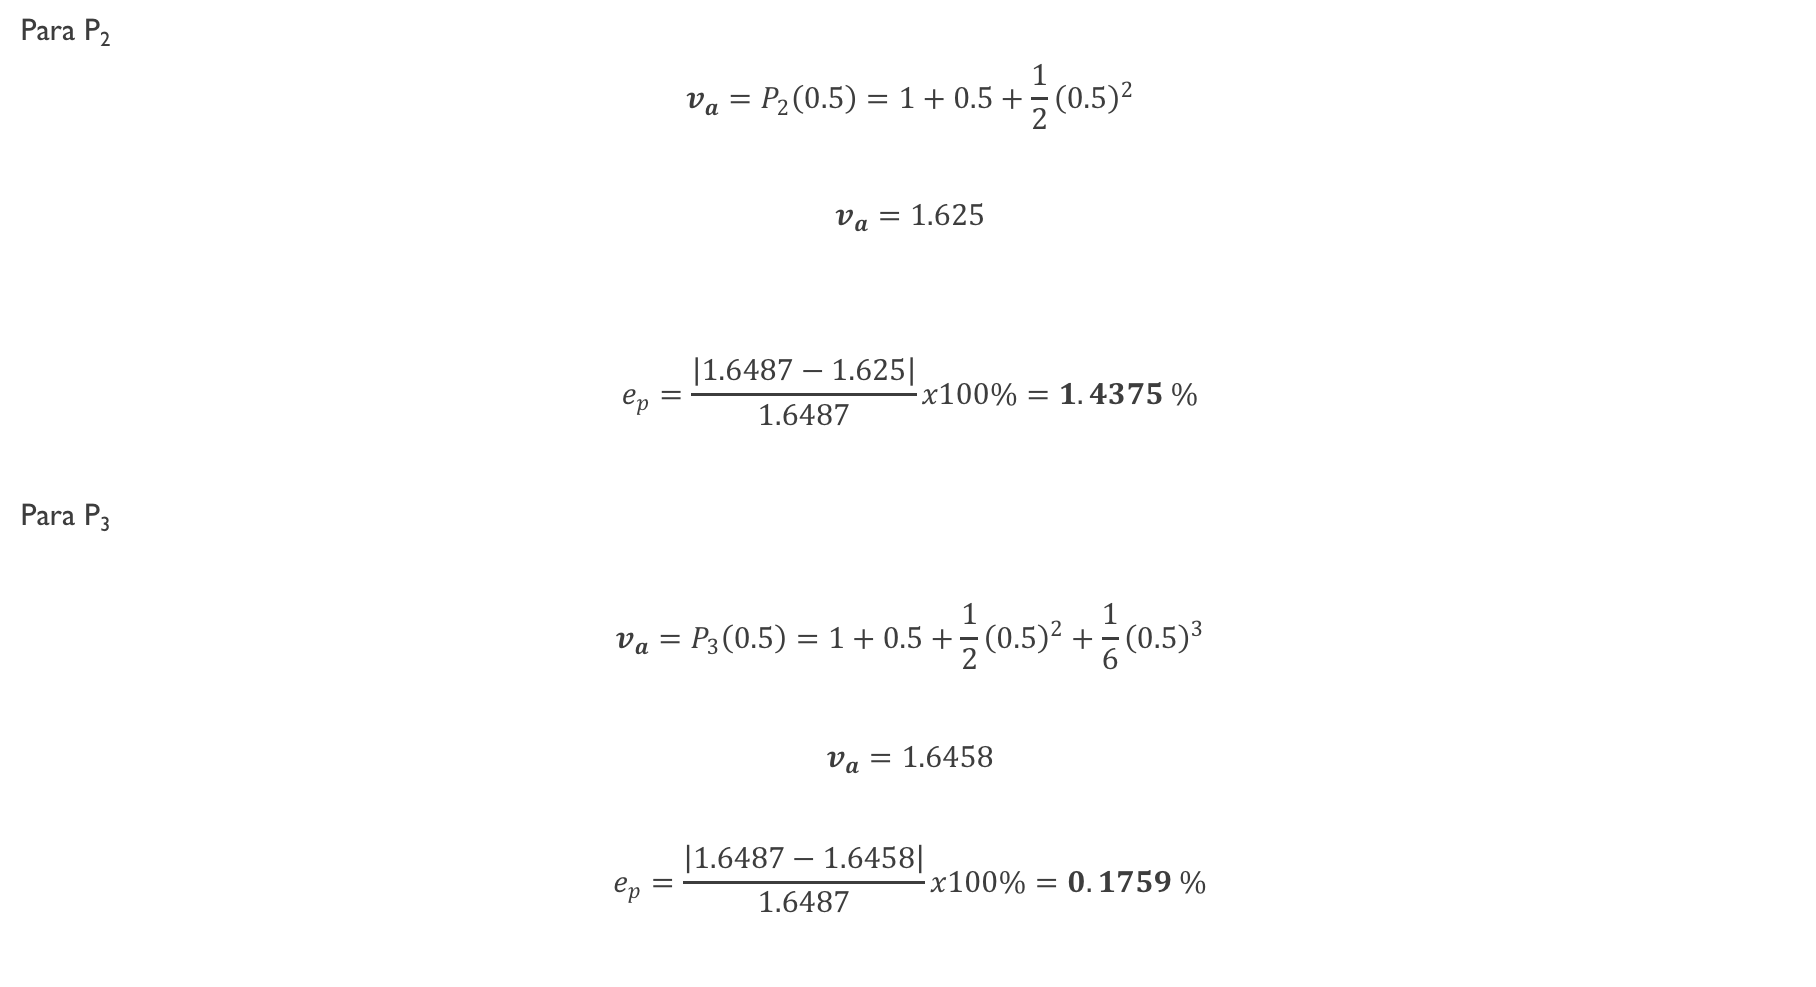 Para P₂
𝒗ₐ = P₂(0.5) = 1 + 0.5 + 1/2 (0.5)²
𝒗ₐ = 1.625
eₚ = |1.6487 − 1.625| / 1.6487 x100% = 1.4375 %
Para P₃
𝒗ₐ = P₃(0.5) = 1 + 0.5 + 1/2 (0.5)² + 1/6 (0.5)³
𝒗ₐ = 1.6458
eₚ = |1.6487 − 1.6458| / 1.6487 x100% = 0.1759 %